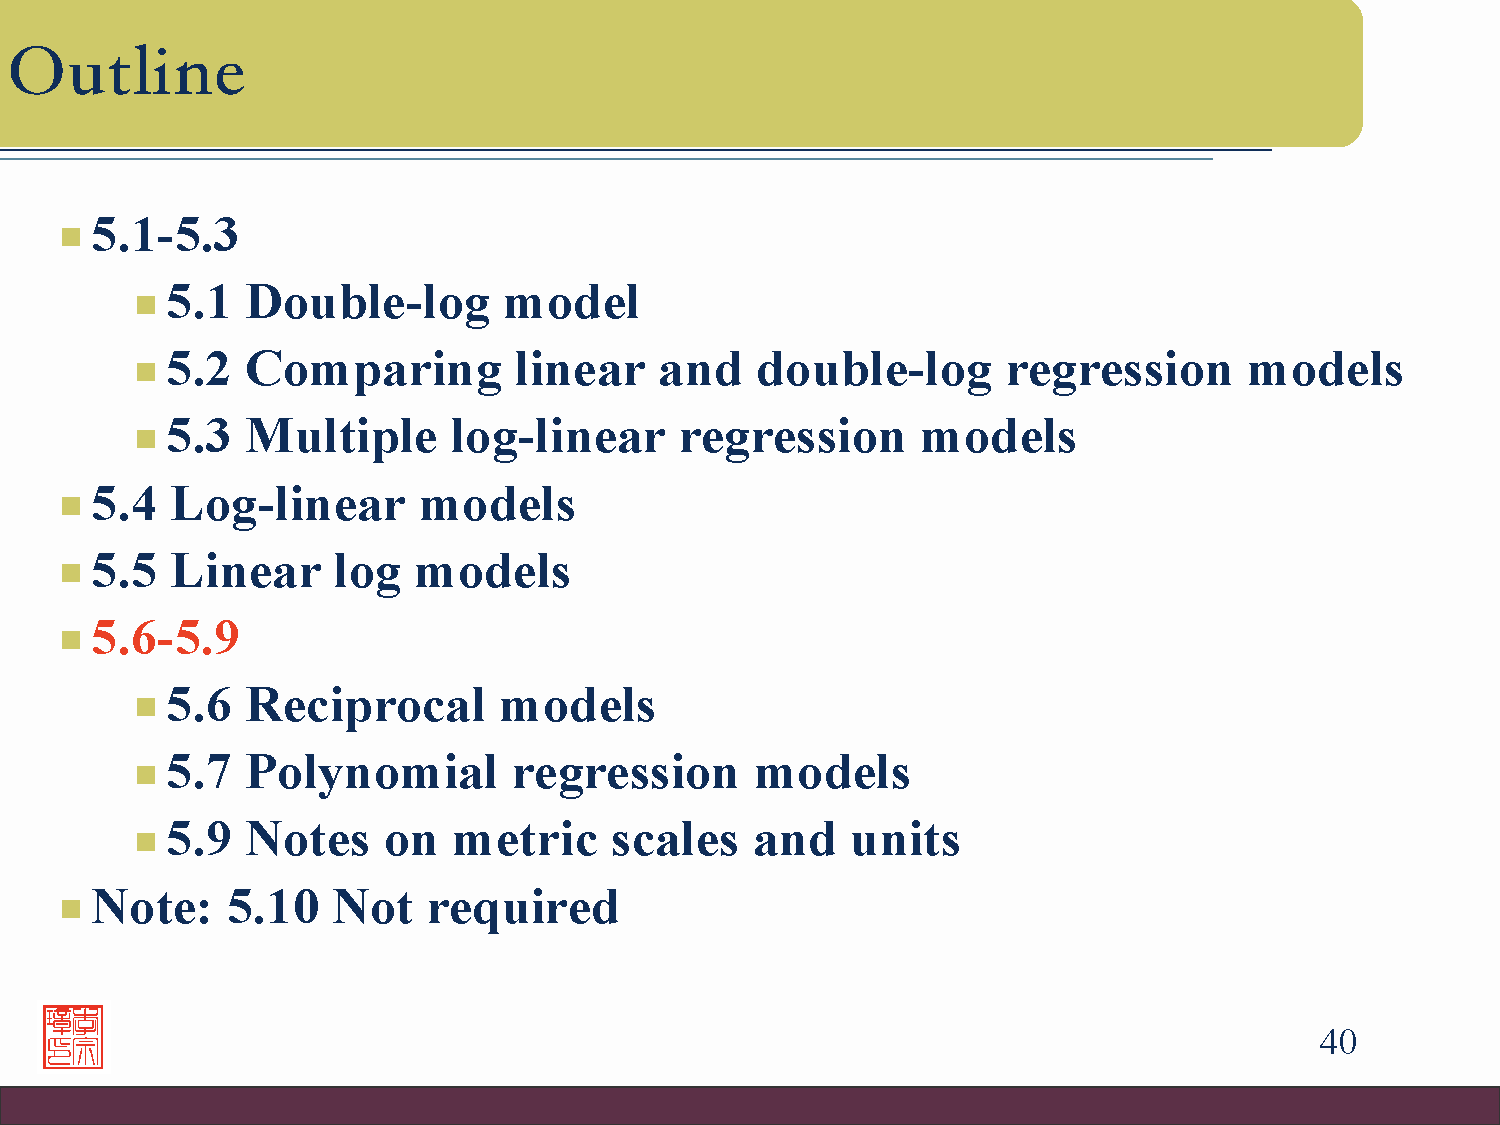 Outline
5.1-5.3
5.1 Double-log model
5.2 Comparing linear and double-log regression models
5.3 Multiple log-linear regression models
5.4 Log-linear models
5.5 Linear log models
5.6-5.9
5.6 Reciprocal models
5.7 Polynomial regression models
5.9 Notes on metric scales and units
Note: 5.10 Not required
40